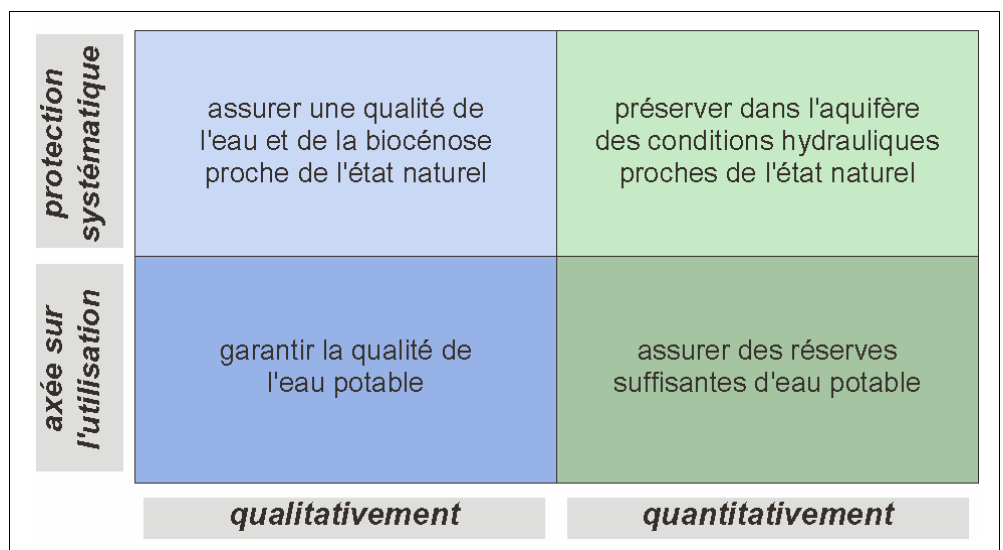 protection
systématique
assurer une qualité de
l'eau et de la biocénose
proche de l'état naturel
préserver dans l'aquifère
des conditions hydrauliques
proches de l'état naturel
axée sur
l'utilisation
garantir la qualité de
l'eau potable
assurer des réserves
suffisantes d'eau potable
qualitativement
quantitativement